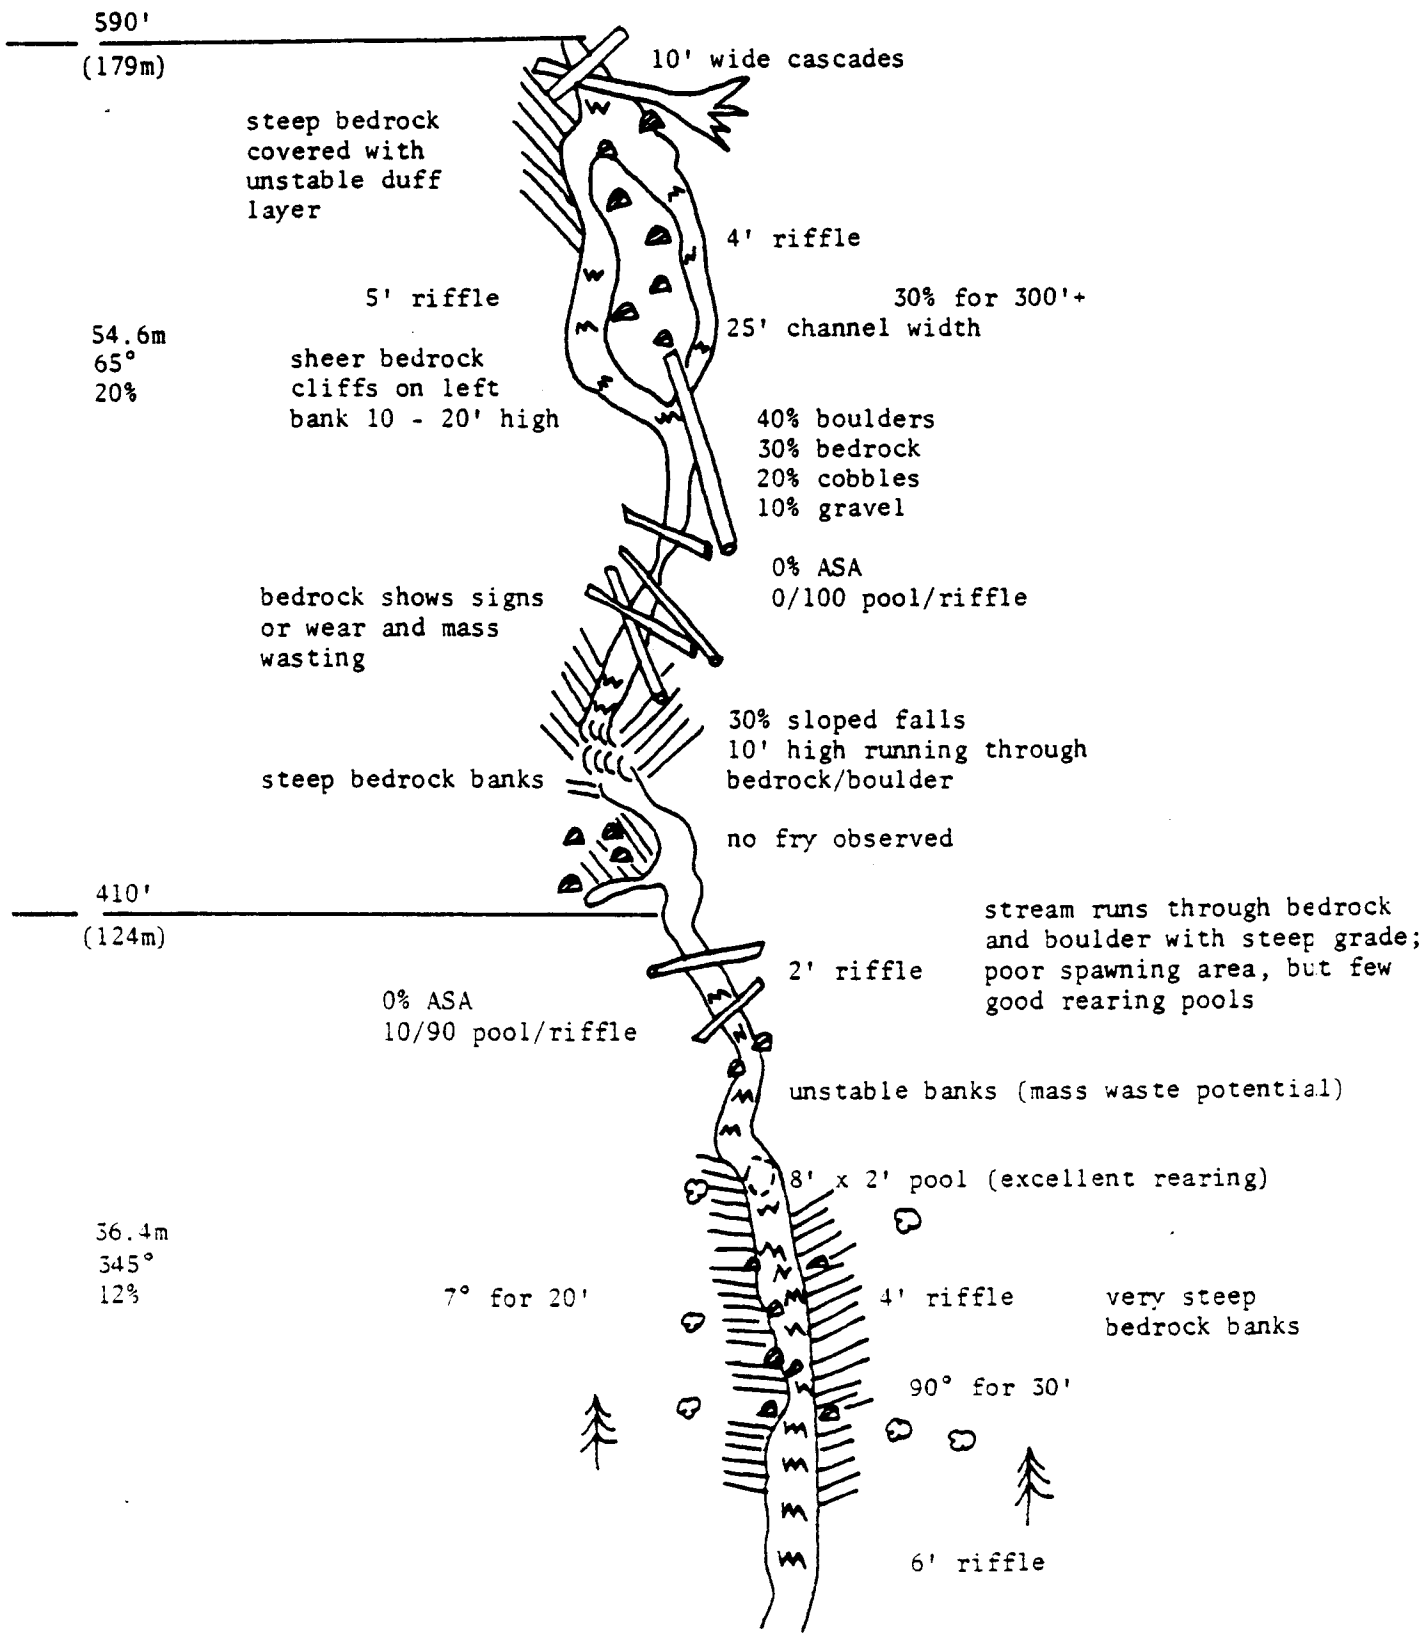 590'
(179m)
10' wide cascades
steep bedrock
covered with
unstable duff
layer
4' riffle
5' riffle
30% for 300'+
25' channel width
54.6m
65°
20%
sheer bedrock
cliffs on left
bank 10 - 20' high
40% boulders
30% bedrock
20% cobbles
10% gravel
0% ASA
0/100 pool/riffle
bedrock shows signs
or wear and mass
wasting
30% sloped falls
10' high running through
bedrock/boulder
steep bedrock banks
no fry observed
410'
(124m)
stream runs through bedrock
and boulder with steep grade;
poor spawning area, but few
good rearing pools
2' riffle
0% ASA
10/90 pool/riffle
unstable banks (mass waste potential)
8' x 2' pool (excellent rearing)
36.4m
345°
12%
7° for 20'
4' riffle
very steep
bedrock banks
90° for 30'
6' riffle